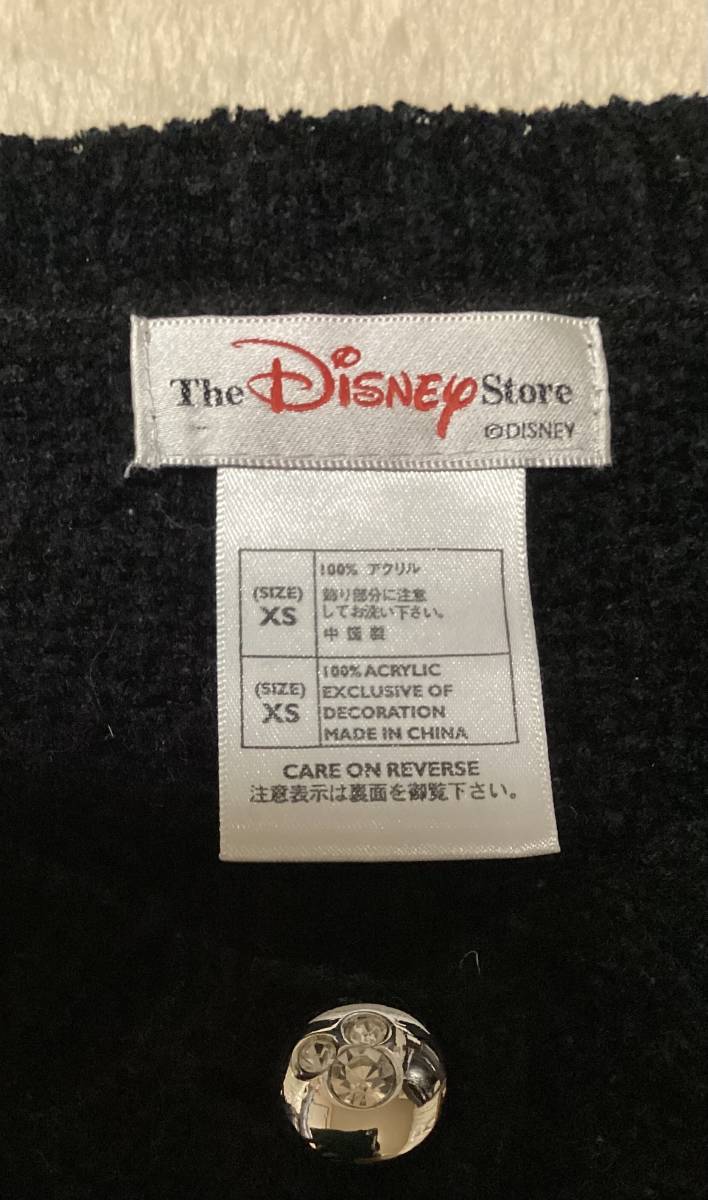 The Disney Store
©DISNEY
(SIZE)
XS
100% アクリル
飾り部分に注意
してお洗い下さい。
中国製
(SIZE)
XS
100% ACRYLIC
EXCLUSIVE OF
DECORATION
MADE IN CHINA
CARE ON REVERSE
注意表示は裏面を御覧下さい。